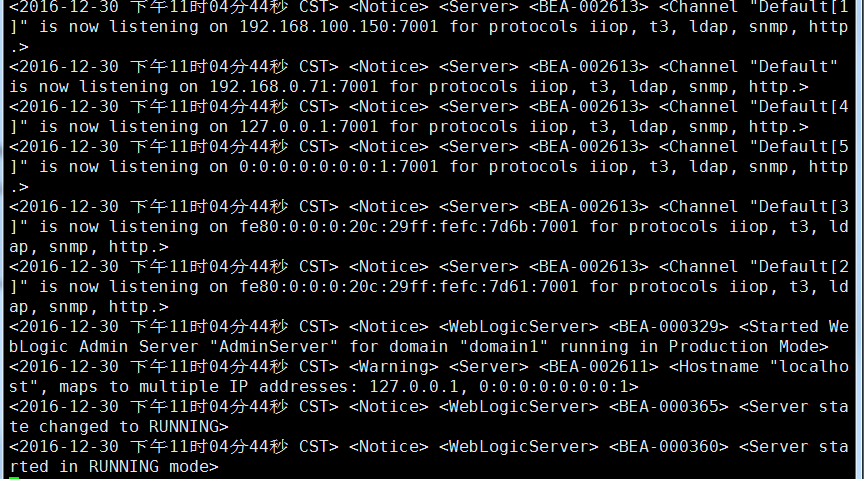 <2016-12-30 下午11时04分44秒 CST> <Notice> <Server> <BEA-002613> <Channel "Default[1
]" is now listening on 192.168.100.150:7001 for protocols iiop, t3, ldap, snmp, http
.>
<2016-12-30 下午11时04分44秒 CST> <Notice> <Server> <BEA-002613> <Channel "Default"
is now listening on 192.168.0.71:7001 for protocols iiop, t3, ldap, snmp, http.>
<2016-12-30 下午11时04分44秒 CST> <Notice> <Server> <BEA-002613> <Channel "Default[4
]" is now listening on 127.0.0.1:7001 for protocols iiop, t3, ldap, snmp, http.>
<2016-12-30 下午11时04分44秒 CST> <Notice> <Server> <BEA-002613> <Channel "Default[5
]" is now listening on 0:0:0:0:0:0:0:1:7001 for protocols iiop, t3, ldap, snmp, http
.>
<2016-12-30 下午11时04分44秒 CST> <Notice> <Server> <BEA-002613> <Channel "Default[3
]" is now listening on fe80:0:0:0:20c:29ff:fefc:7d6b:7001 for protocols iiop, t3, ld
ap, snmp, http.>
<2016-12-30 下午11时04分44秒 CST> <Notice> <Server> <BEA-002613> <Channel "Default[2
]" is now listening on fe80:0:0:0:20c:29ff:fefc:7d61:7001 for protocols iiop, t3, ld
ap, snmp, http.>
<2016-12-30 下午11时04分44秒 CST> <Notice> <WebLogicServer> <BEA-000329> <Started We
bLogic Admin Server "AdminServer" for domain "domain1" running in Production Mode>
<2016-12-30 下午11时04分44秒 CST> <Warning> <Server> <BEA-002611> <Hostname "localho
st", maps to multiple IP addresses: 127.0.0.1, 0:0:0:0:0:0:0:1>
<2016-12-30 下午11时04分44秒 CST> <Notice> <WebLogicServer> <BEA-000365> <Server sta
te changed to RUNNING>
<2016-12-30 下午11时04分44秒 CST> <Notice> <WebLogicServer> <BEA-000360> <Server sta
rted in RUNNING mode>